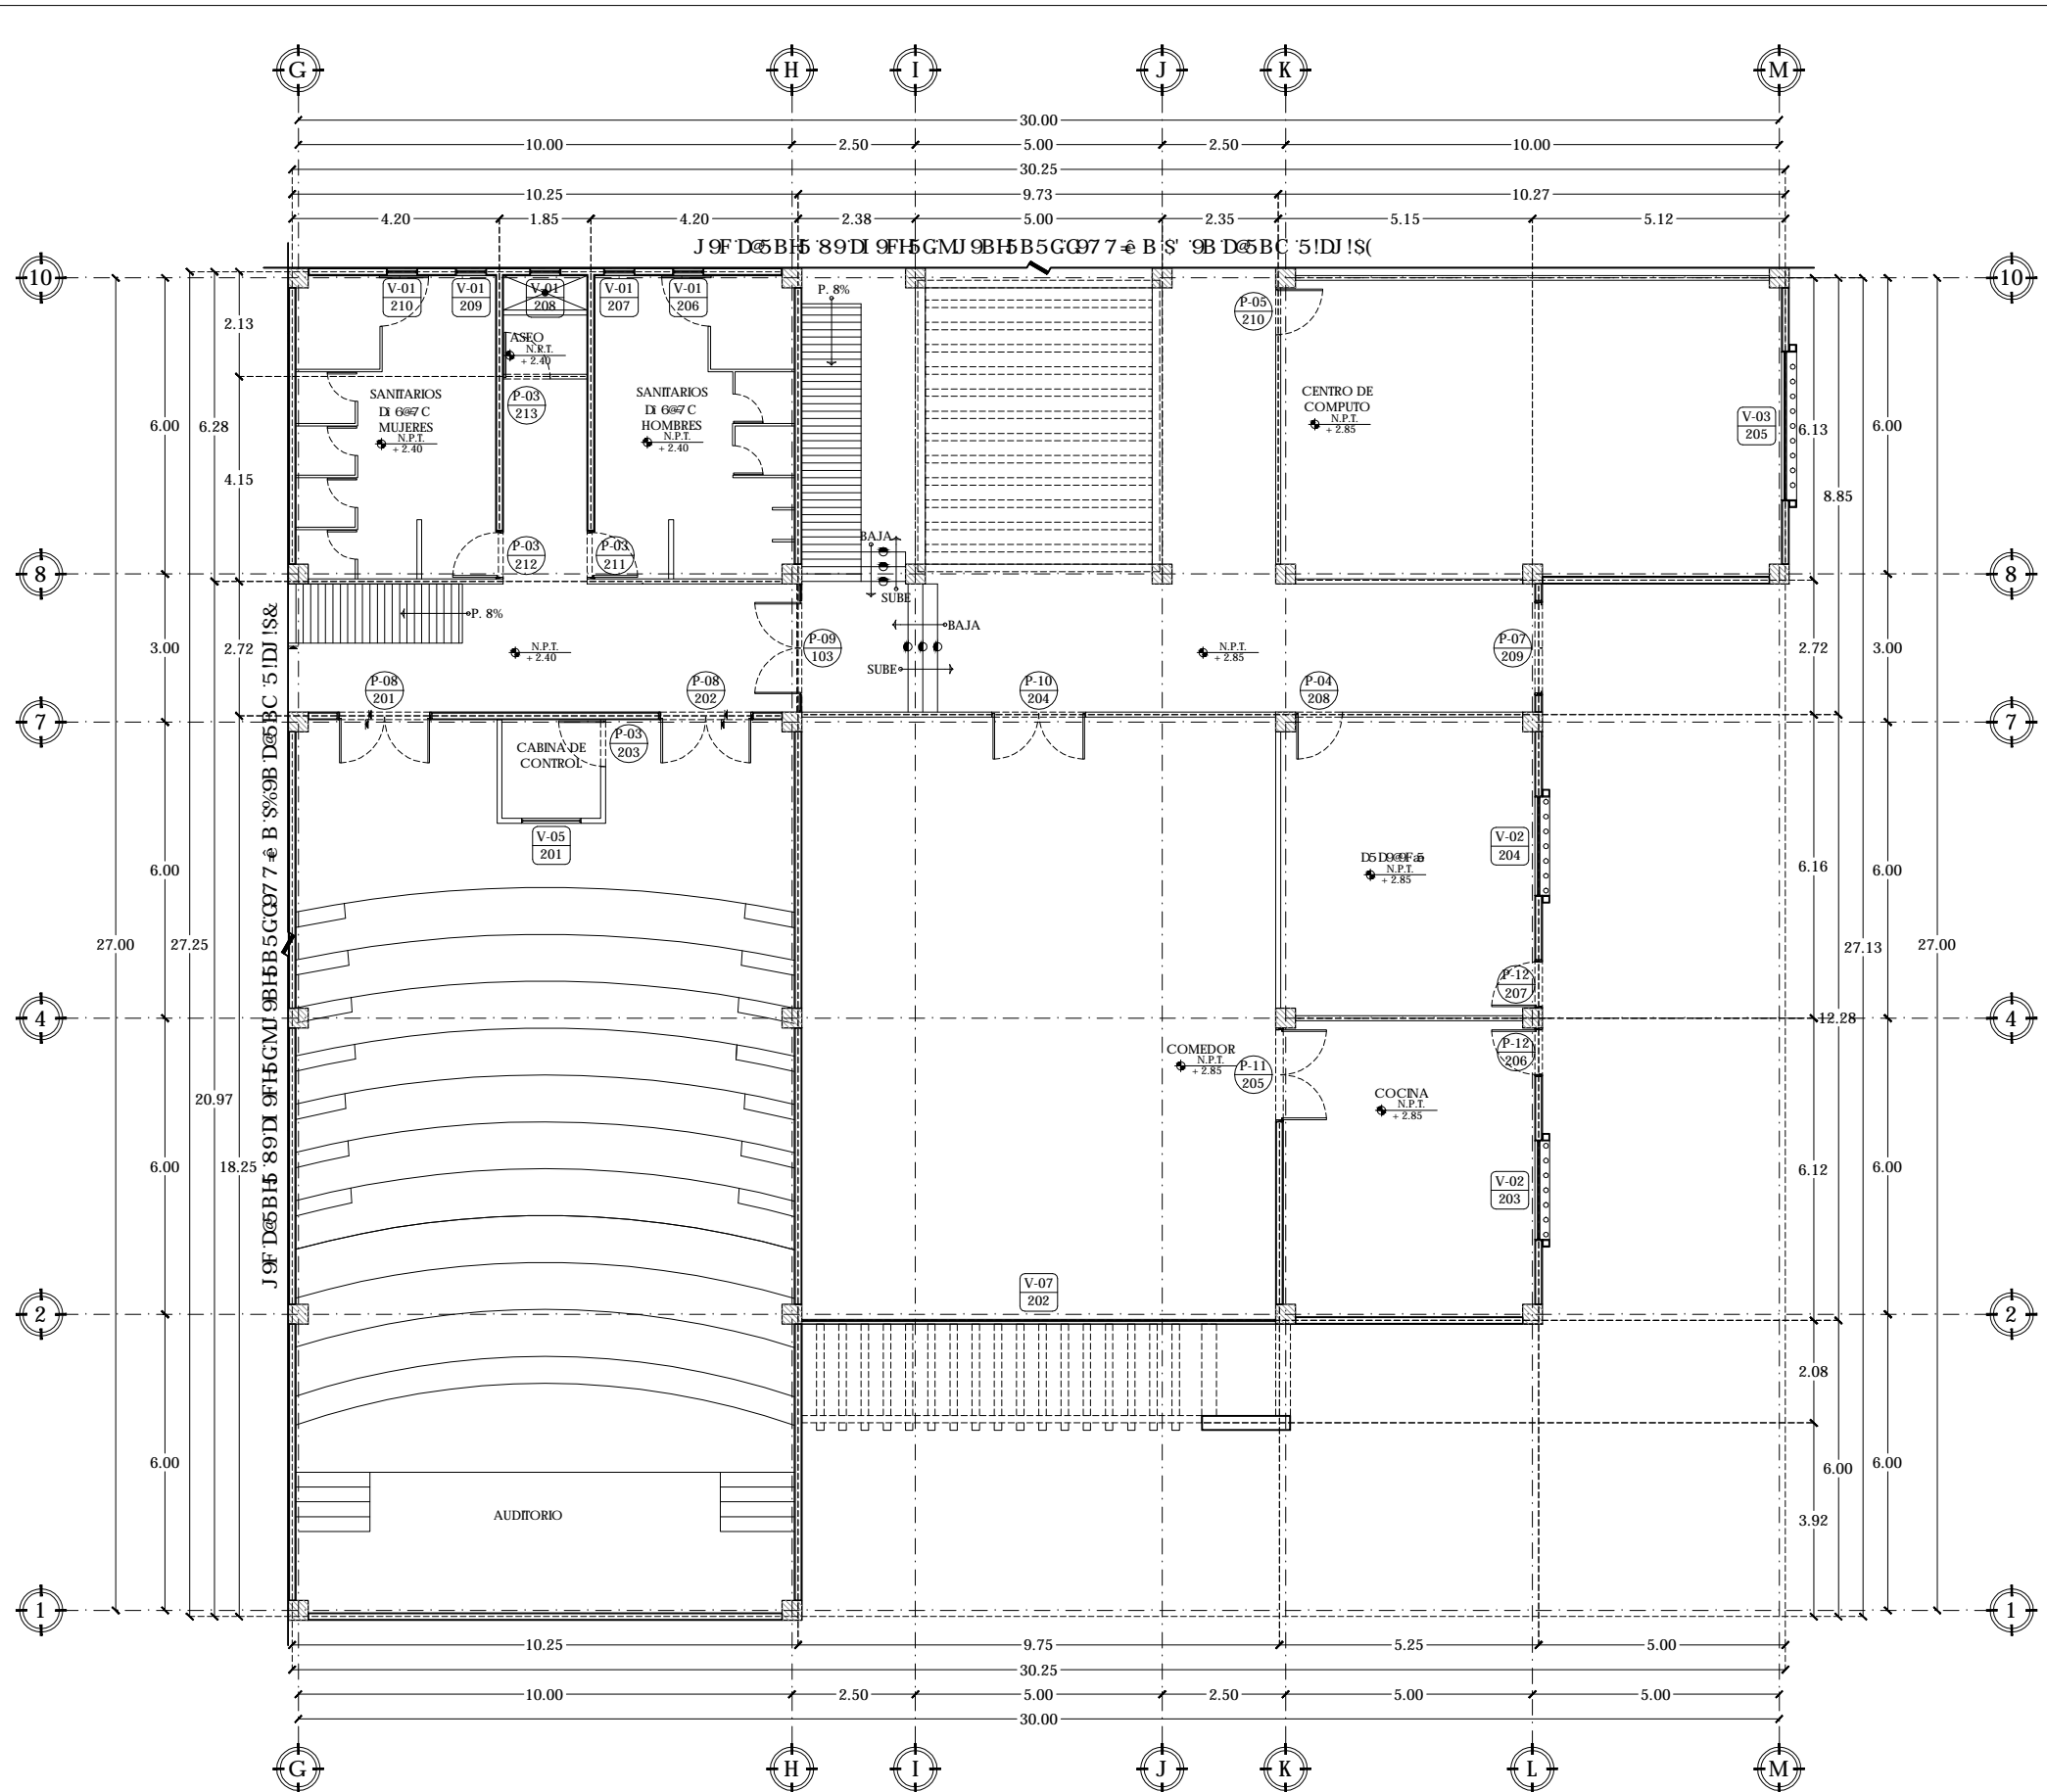 G H I J K M
30.00
10.00 2.50 5.00 2.50 10.00
30.25
10.25 9.73 10.27
4.20 1.85 4.20 2.38 5.00 2.35 5.15 5.12
10 10
V-01
210
V-01
209
V-01
208
V-01
207
V-01
206
P. 8%
P-05
210
2.13
ASEO
N.P.T.
+ 2.40
SANITARIOS
MUJERES
N.P.T.
+ 2.40
P-03
213
SANITARIOS
HOMBRES
N.P.T.
+ 2.40
CENTRO DE
COMPUTO
N.P.T.
+ 2.85
V-03
205
6.00 6.28
6.13 6.00
4.15
8.85
P-03
212
P-03
211
BAJA
SUBE
8 8
P. 8%
BAJA
SUBE
N.P.T.
+ 2.40
P-09
103
N.P.T.
+ 2.85
P-07
209
3.00 2.72
2.72 3.00
P-08
201
P-08
202
P-10
204
P-04
208
7 7
CABINA DE
CONTROL
P-03
203
V-05
201
N.P.T.
+ 2.85
V-02
204
6.00
6.16 6.00
27.00 27.25
27.13 27.00
P-12
207
4 4
12.28
COMEDOR
N.P.T.
+ 2.85
P-11
205
P-12
206
COCINA
N.P.T.
+ 2.85
20.97
6.00 18.25
6.12 6.00
V-02
203
V-07
202
2 2
2.08
6.00
6.00 6.00
3.92
AUDITORIO
1 1
10.25 9.75 5.25 5.00
30.25
10.00 2.50 5.00 2.50 5.00 5.00
30.00
G H I J K L M